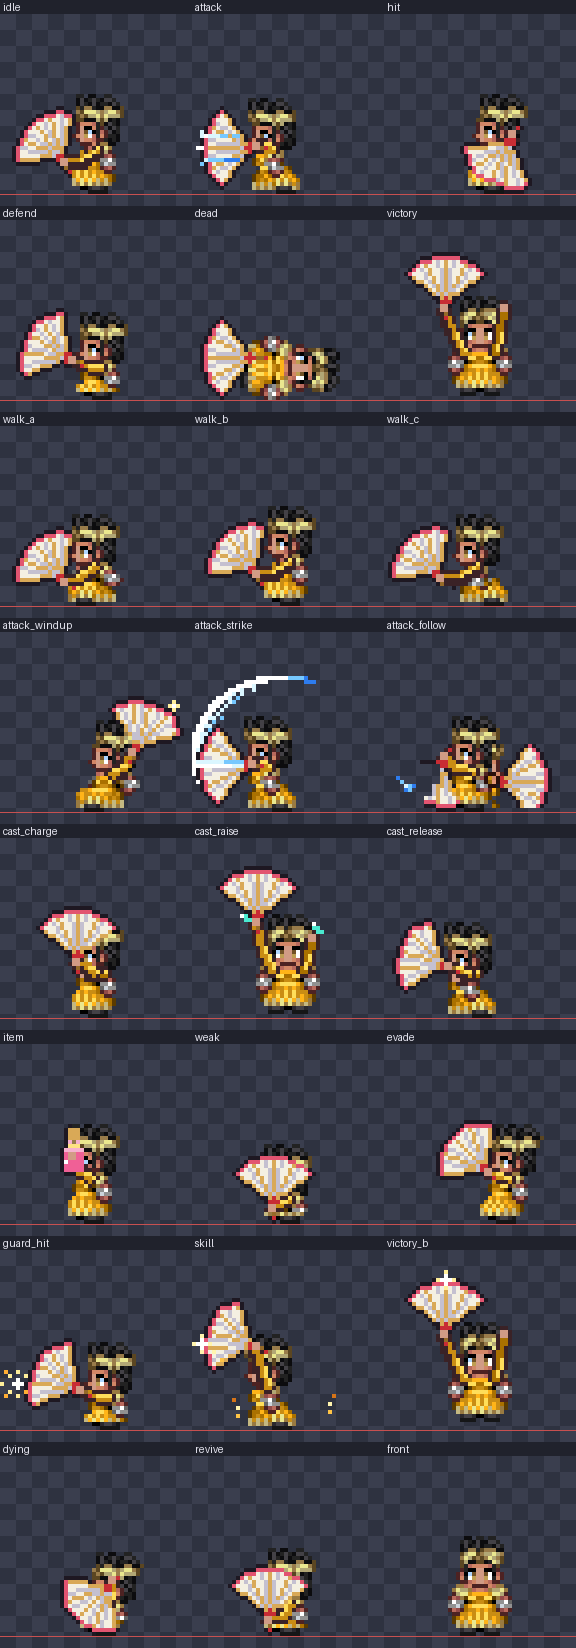 idle attack hit
defend dead victory
walk_a walk_b walk_c
attack_windup attack_strike attack_follow
cast_charge cast_raise cast_release
item weak evade
guard_hit skill victory_b
dying revive front